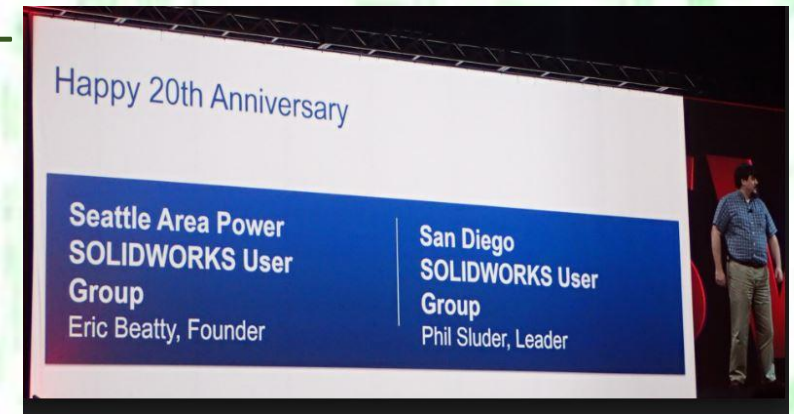 Happy 20th Anniversary
Seattle Area Power
SOLIDWORKS User
Group
Eric Beatty, Founder
San Diego
SOLIDWORKS User
Group
Phil Sluder, Leader